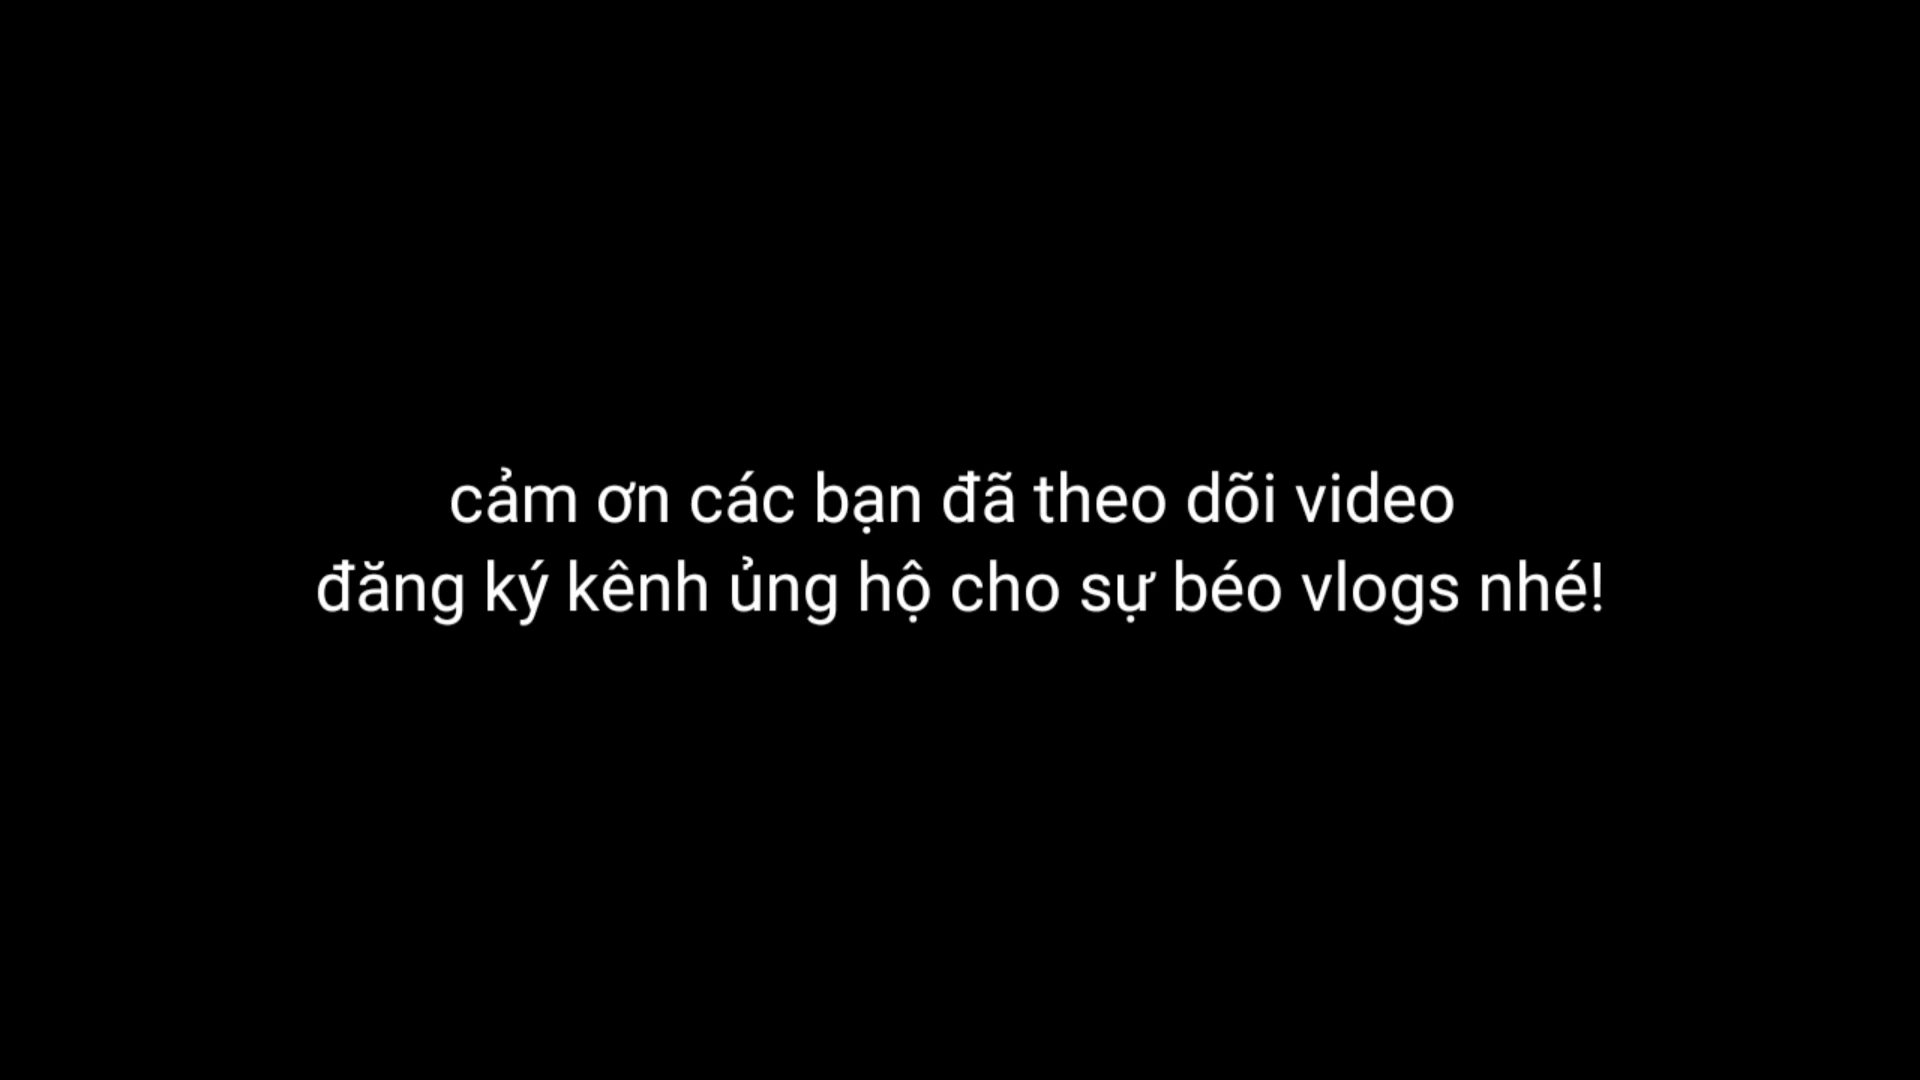 cảm ơn các bạn đã theo dõi video
đăng ký kênh ủng hộ cho sự béo vlogs nhé!